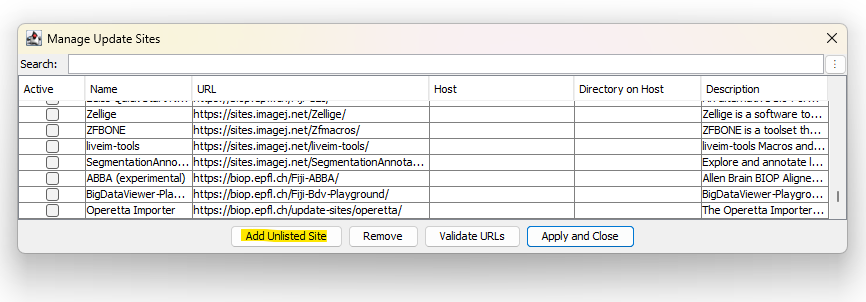 Manage Update Sites
Search:
Active Name URL Host Directory on Host Description
Zellige https://sites.imagej.net/Zellige/ Zellige is a software to...
ZFBONE https://sites.imagej.net/Zfmacros/ ZFBONE is a toolset th...
liveim-tools https://sites.imagej.net/liveim-tools/ liveim-tools Macros and...
SegmentationAnno... https://sites.imagej.net/SegmentationAnnota... Explore and annotate l...
ABBA (experimental) https://biop.epfl.ch/Fiji-ABBA/ Allen Brain BIOP Aligne...
BigDataViewer-Pla... https://biop.epfl.ch/Fiji-Bdv-Playground/ BigDataViewer-Playgro...
Operetta Importer https://biop.epfl.ch/update-sites/operetta/ The Operetta Importer...
Add Unlisted Site Remove Validate URLs Apply and Close